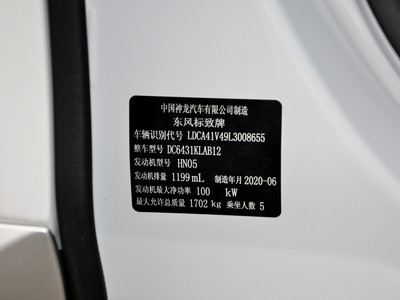 中国神龙汽车有限公司制造
东风标致牌
车辆识别代号 LDCA41V49L3008655
整车型号 DC6431KLAB12
发动机型号 HN05
发动机排量 1199 mL 制造年月 2020-06
发动机最大净功率 100 kW
最大允许总质量 1702 kg 乘坐人数 5